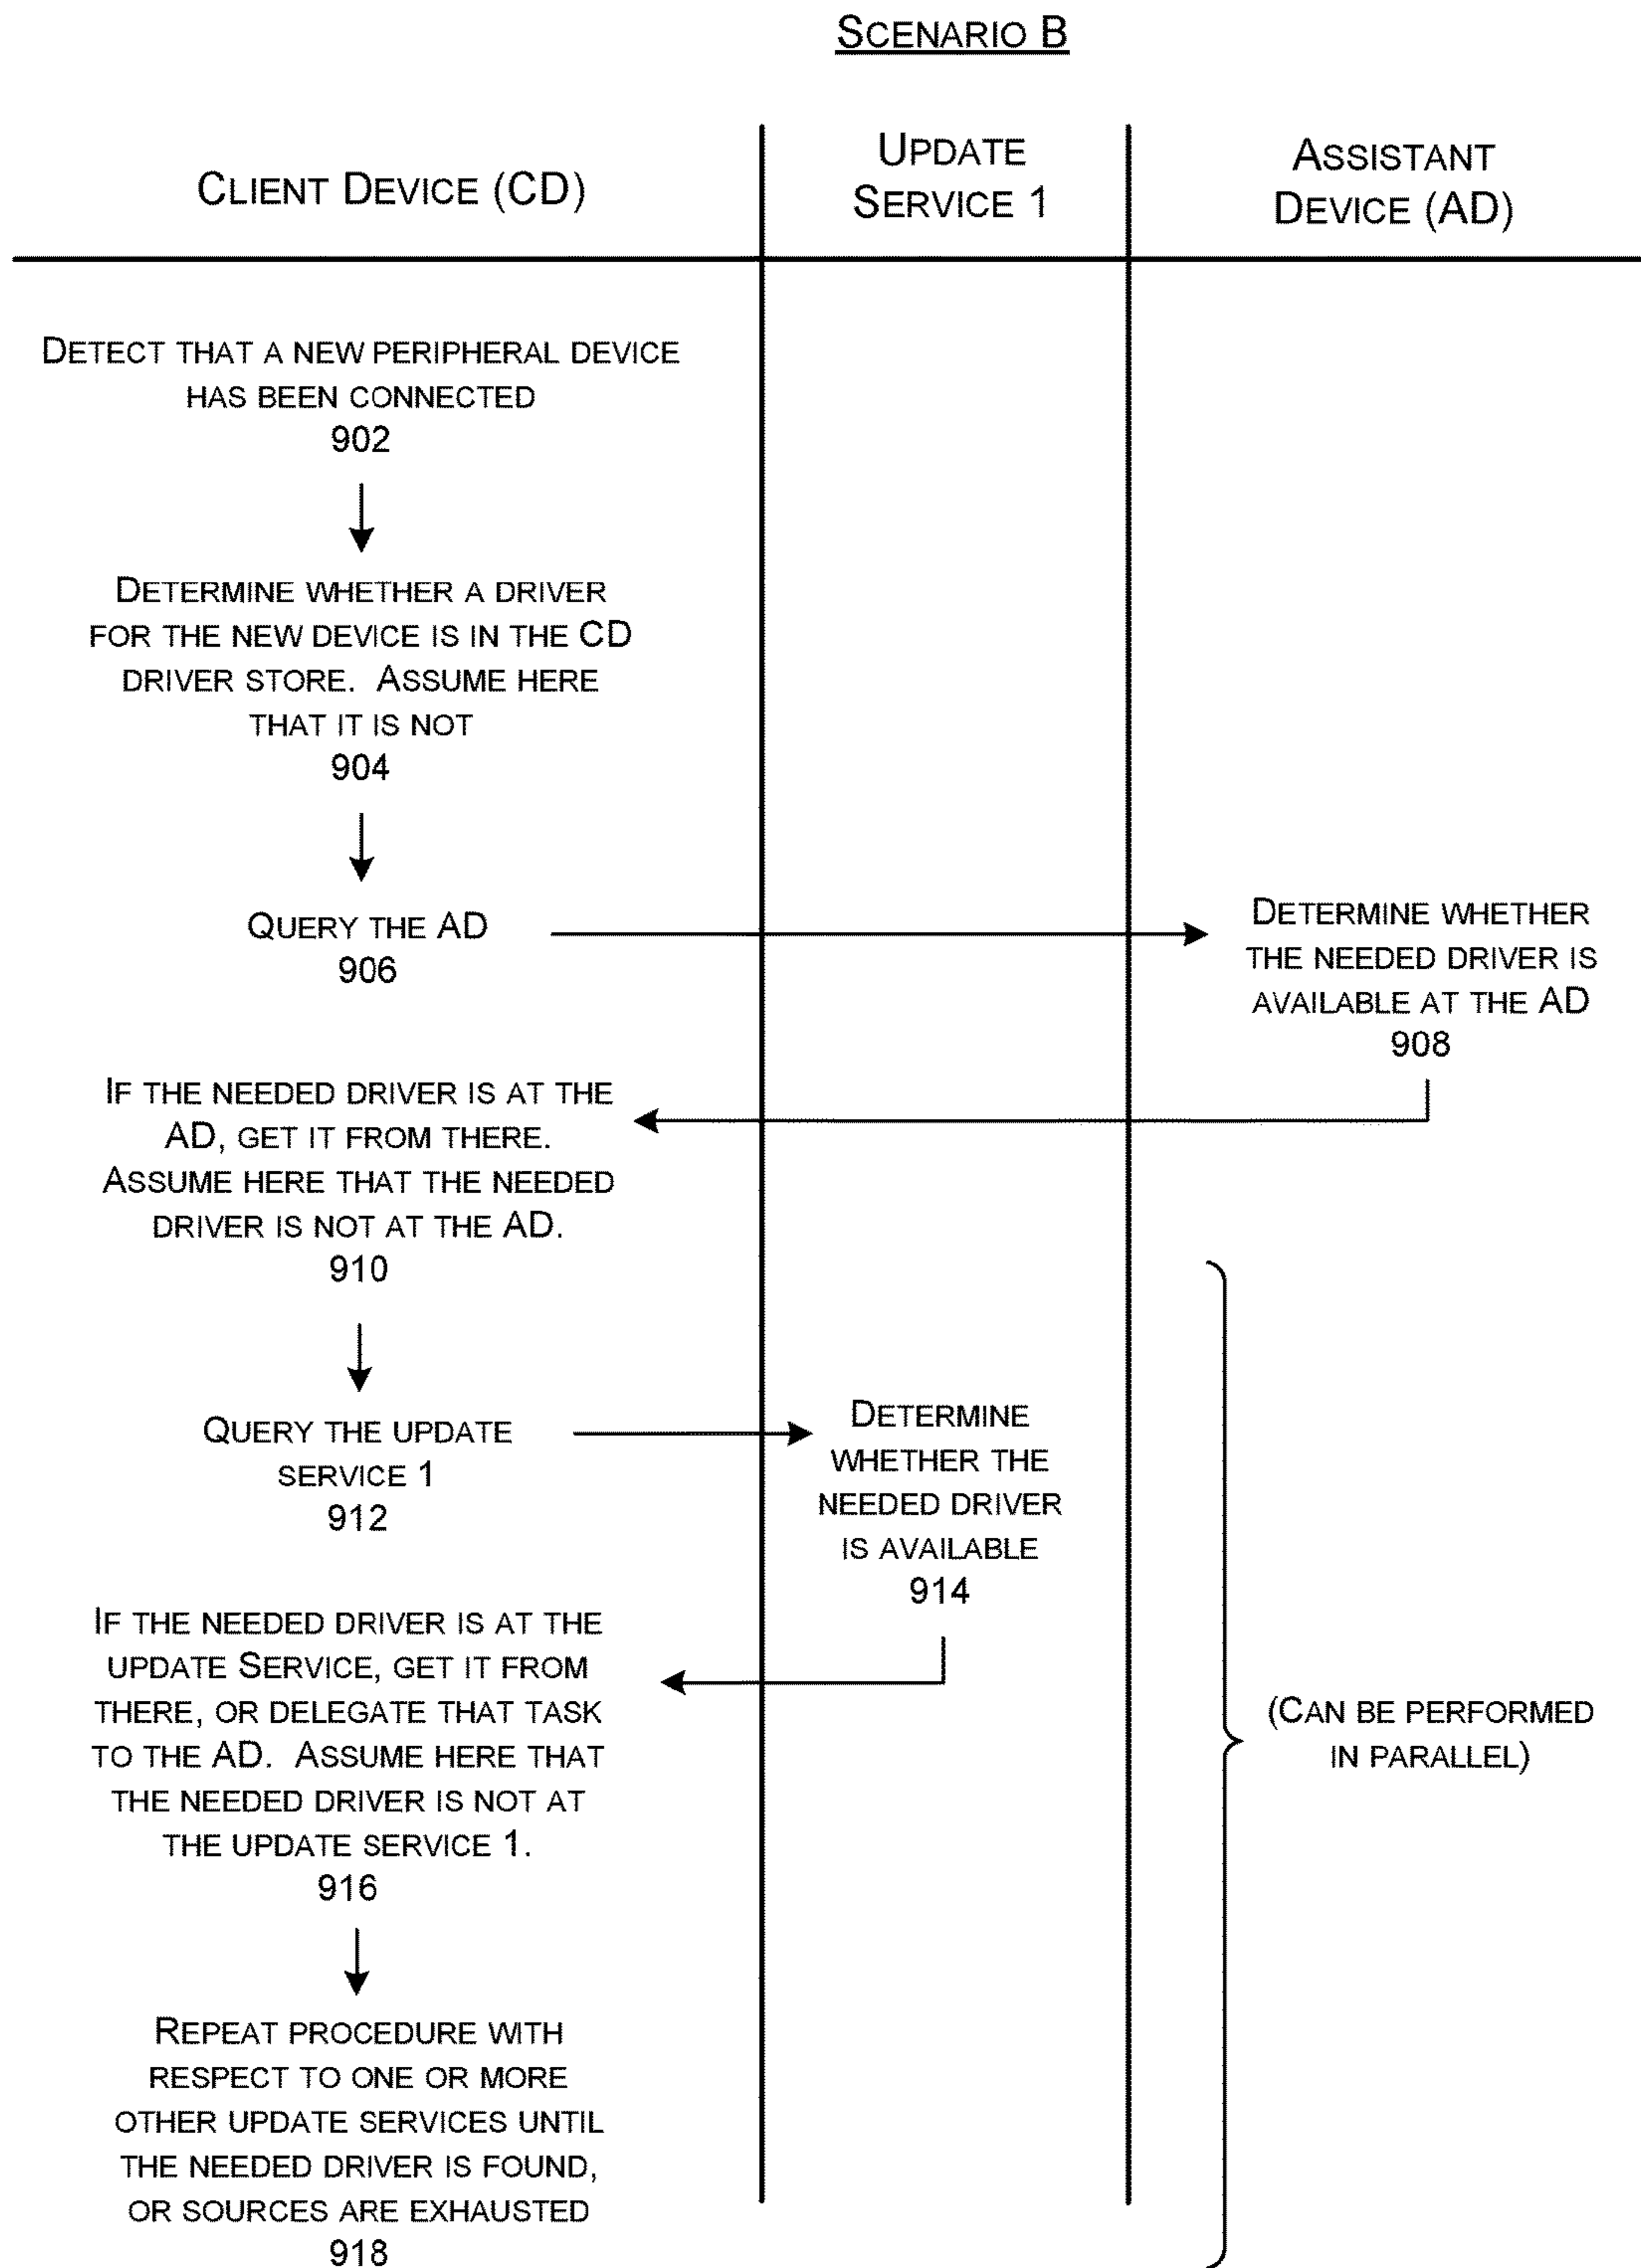 SCENARIO B
CLIENT DEVICE (CD)
UPDATE
SERVICE 1
ASSISTANT
DEVICE (AD)
DETECT THAT A NEW PERIPHERAL DEVICE
HAS BEEN CONNECTED
902
DETERMINE WHETHER A DRIVER
FOR THE NEW DEVICE IS IN THE CD
DRIVER STORE. ASSUME HERE
THAT IT IS NOT
904
QUERY THE AD
906
DETERMINE WHETHER
THE NEEDED DRIVER IS
AVAILABLE AT THE AD
908
IF THE NEEDED DRIVER IS AT THE
AD, GET IT FROM THERE.
ASSUME HERE THAT THE NEEDED
DRIVER IS NOT AT THE AD.
910
QUERY THE UPDATE
SERVICE 1
912
DETERMINE
WHETHER THE
NEEDED DRIVER
IS AVAILABLE
914
IF THE NEEDED DRIVER IS AT THE
UPDATE SERVICE, GET IT FROM
THERE, OR DELEGATE THAT TASK
TO THE AD. ASSUME HERE THAT
THE NEEDED DRIVER IS NOT AT
THE UPDATE SERVICE 1.
916
(CAN BE PERFORMED
IN PARALLEL)
REPEAT PROCEDURE WITH
RESPECT TO ONE OR MORE
OTHER UPDATE SERVICES UNTIL
THE NEEDED DRIVER IS FOUND,
OR SOURCES ARE EXHAUSTED
918